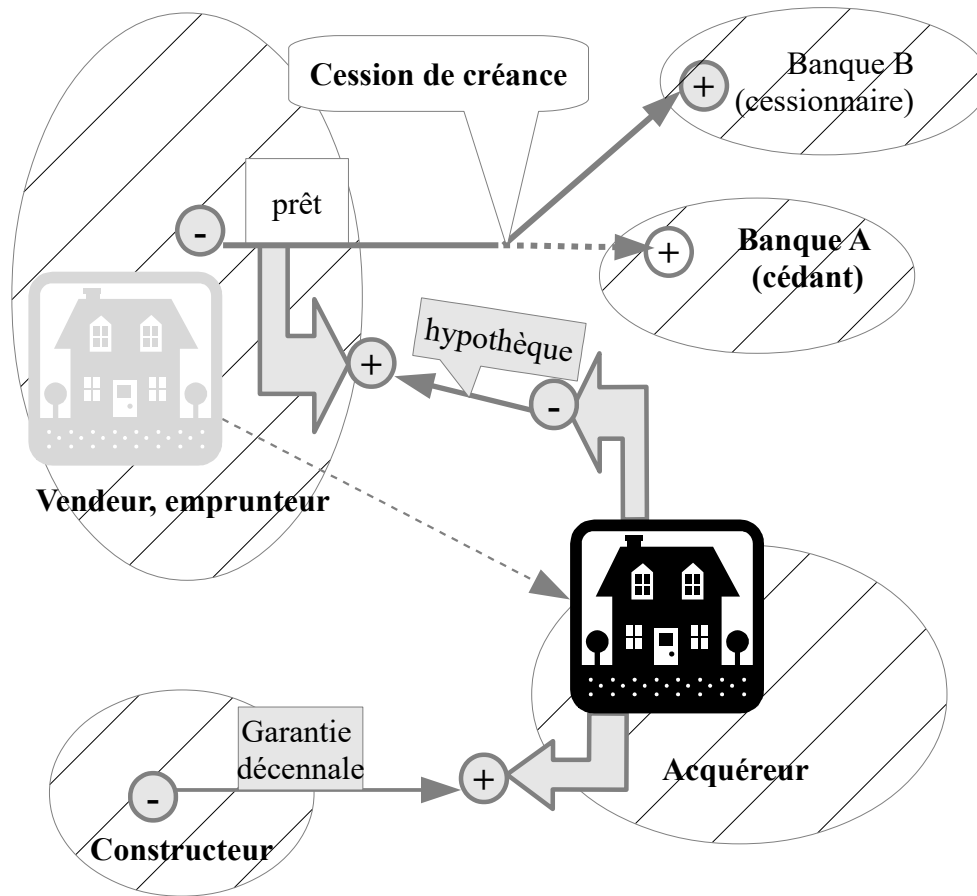 Cession de créance
Banque B
(cessionnaire)
+
prêt
-
Banque A
(cédant)
+
hypothèque
+
-
Vendeur, emprunteur
Garantie
décennale
+
-
Acquéreur
Constructeur